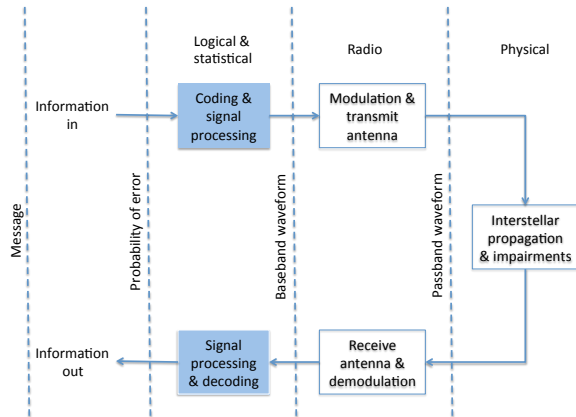 Logical &
statistical
Radio
Physical
Information
in
Coding &
signal
processing
Modulation &
transmit
antenna
Message
Probability of error
Baseband waveform
Passband waveform
Interstellar
propagation
& impairments
Information
out
Signal
processing
& decoding
Receive
antenna &
demodulation